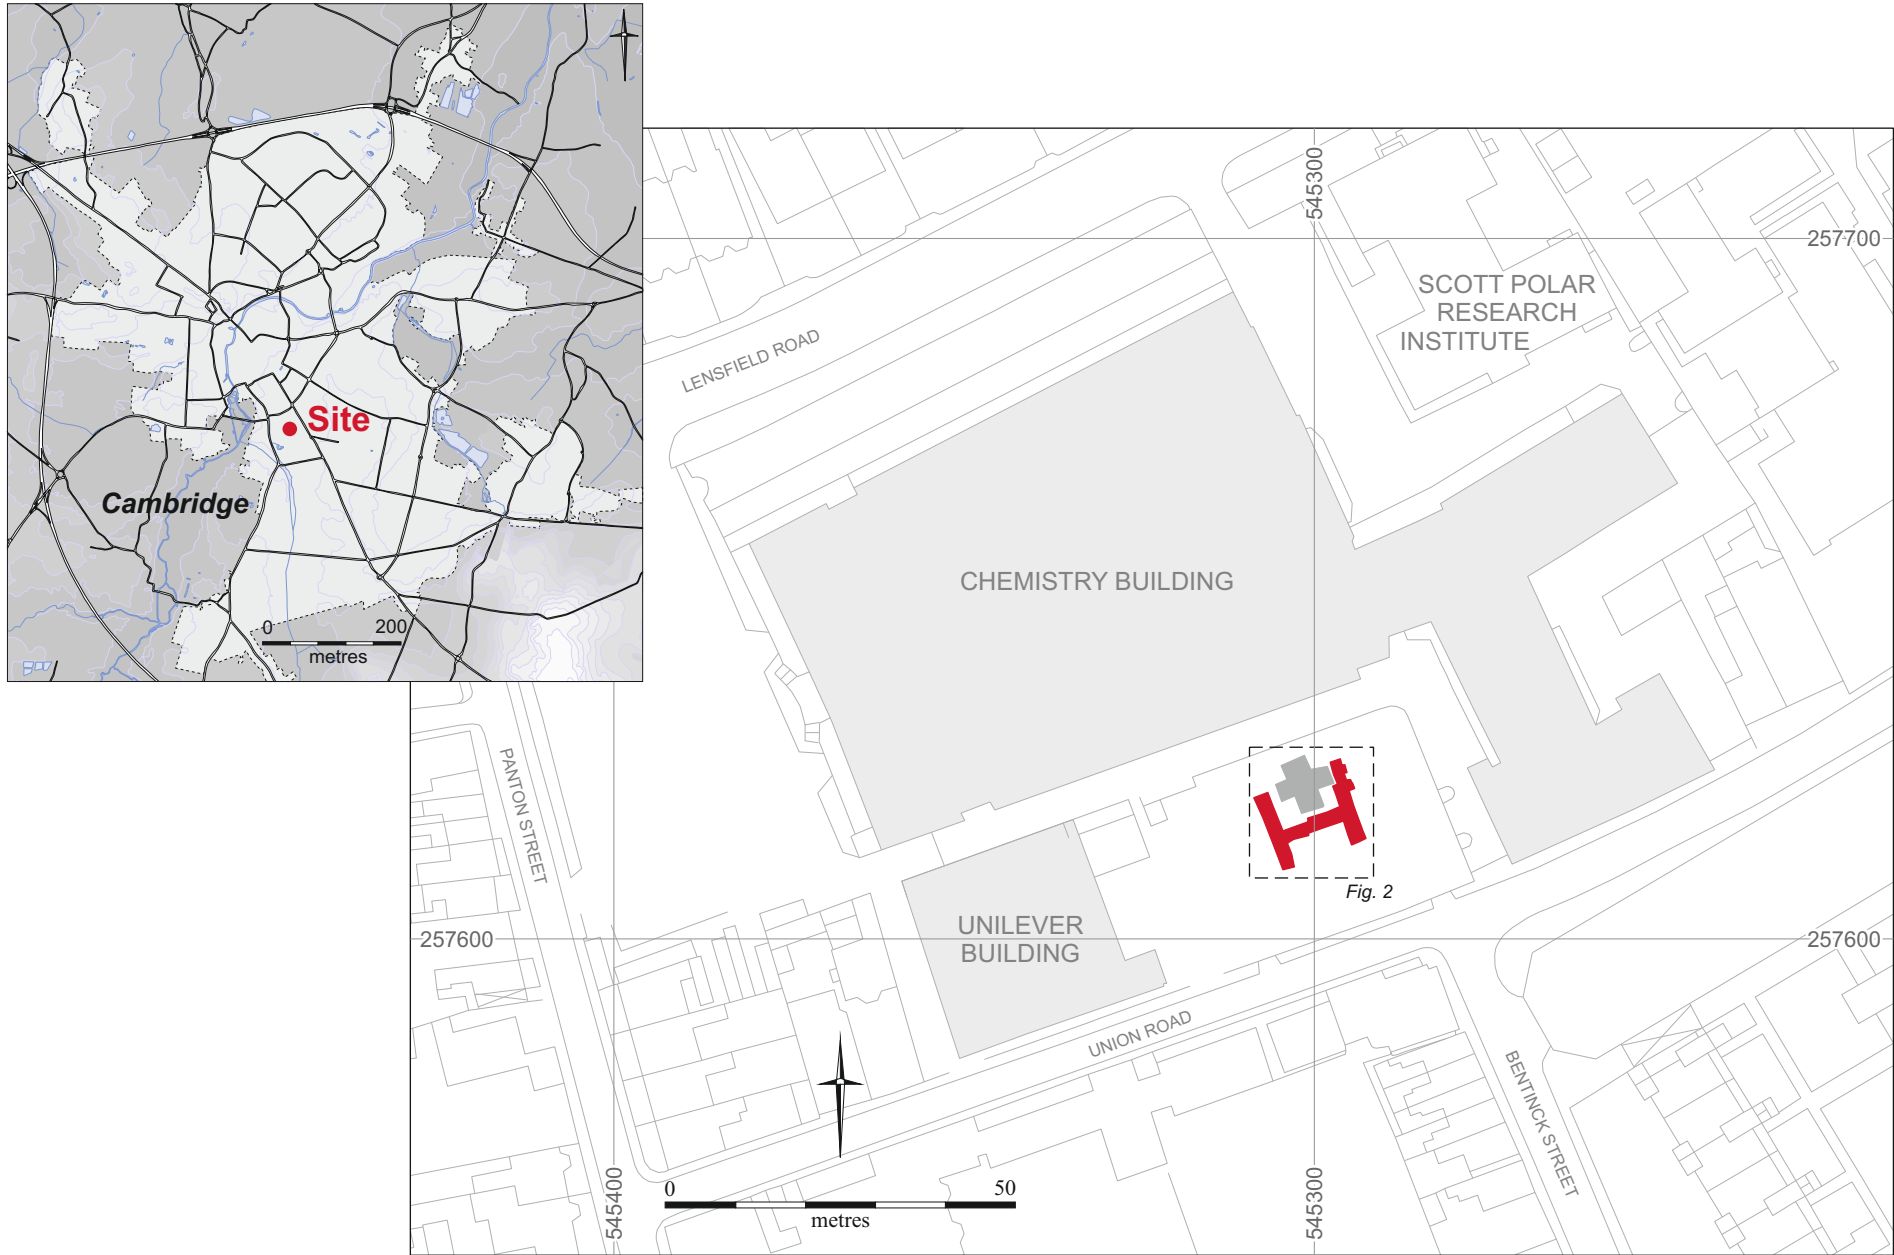 Site
Cambridge
0 200
metres
545300
257700
SCOTT POLAR
RESEARCH
INSTITUTE
LENSFIELD ROAD
CHEMISTRY BUILDING
PANTON STREET
Fig. 2
UNILEVER
BUILDING
257600
257600
UNION ROAD
BENTINCK STREET
545400
0 50
metres
545300